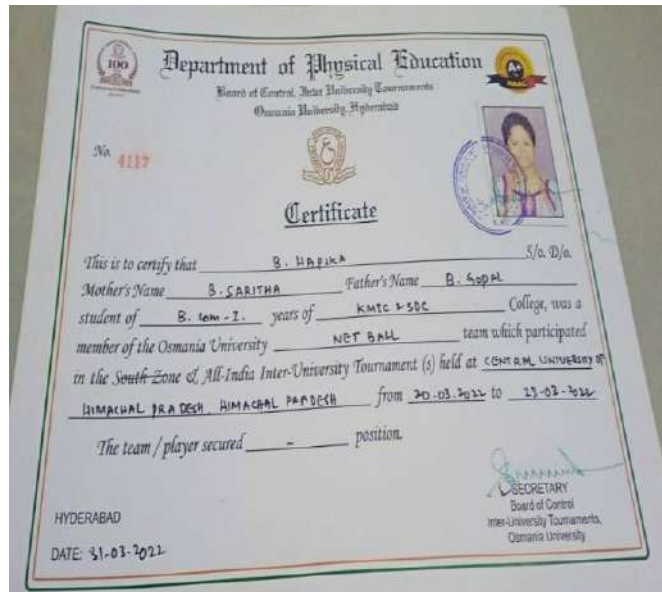 100
Department of Physical Education
A+
NAAC
Board of Control, Inter University Tournaments
Osmania University, Hyderabad
No. 4117
Certificate
This is to certify that B. HAPIKA S/o. D/o.
Mother's Name B. SARITHA Father's Name B. GOPAL
student of B. Com - I. years of KMIC & SDC College, was a
member of the Osmania University NET BALL team which participated
in the South Zone & All-India Inter-University Tournament (s) held at CENTRAL UNIVERSITY OF
HIMACHAL PRADESH, HIMACHAL PRADESH from 20.03.2022 to 23-03-2022
The team / player secured - position.
SECRETARY
Board of Control
Inter-University Tournaments,
Osmania University
HYDERABAD
DATE: 31-03-2022